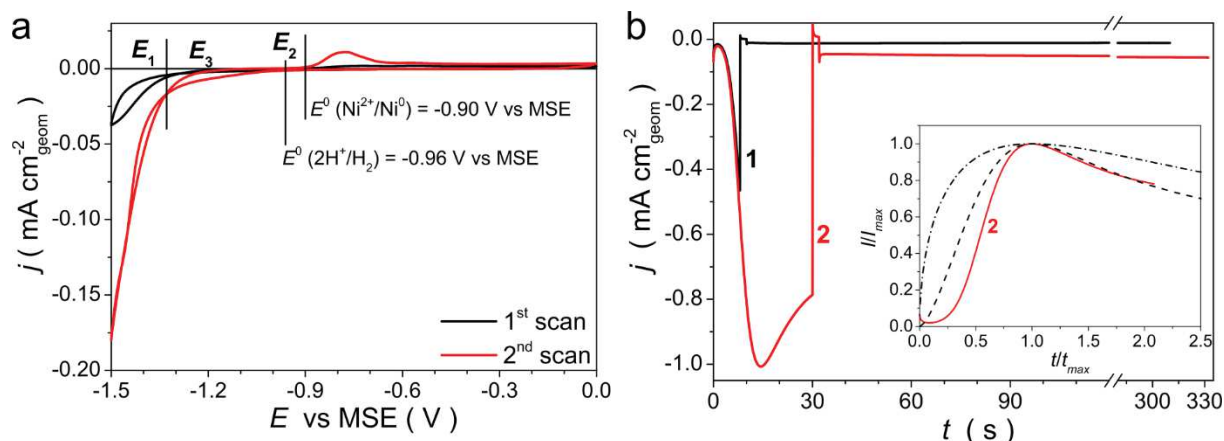 a
E1
E3
E2
0.00
-0.05
-0.10
-0.15
-0.20
j ( mA cm-2geom )
E0 (Ni2+/Ni0) = -0.90 V vs MSE
E0 (2H+/H2) = -0.96 V vs MSE
1st scan
2nd scan
-1.5 -1.2 -0.9 -0.6 -0.3 0.0
E vs MSE ( V )
b
0.0
-0.2
-0.4
-0.6
-0.8
-1.0
j ( mA cm-2geom )
1
2
1.0
0.8
0.6
0.4
0.2
0.0
I/Imax
2
0.0 0.5 1.0 1.5 2.0 2.5
t/tmax
0 30 60 90 300 330
t ( s )